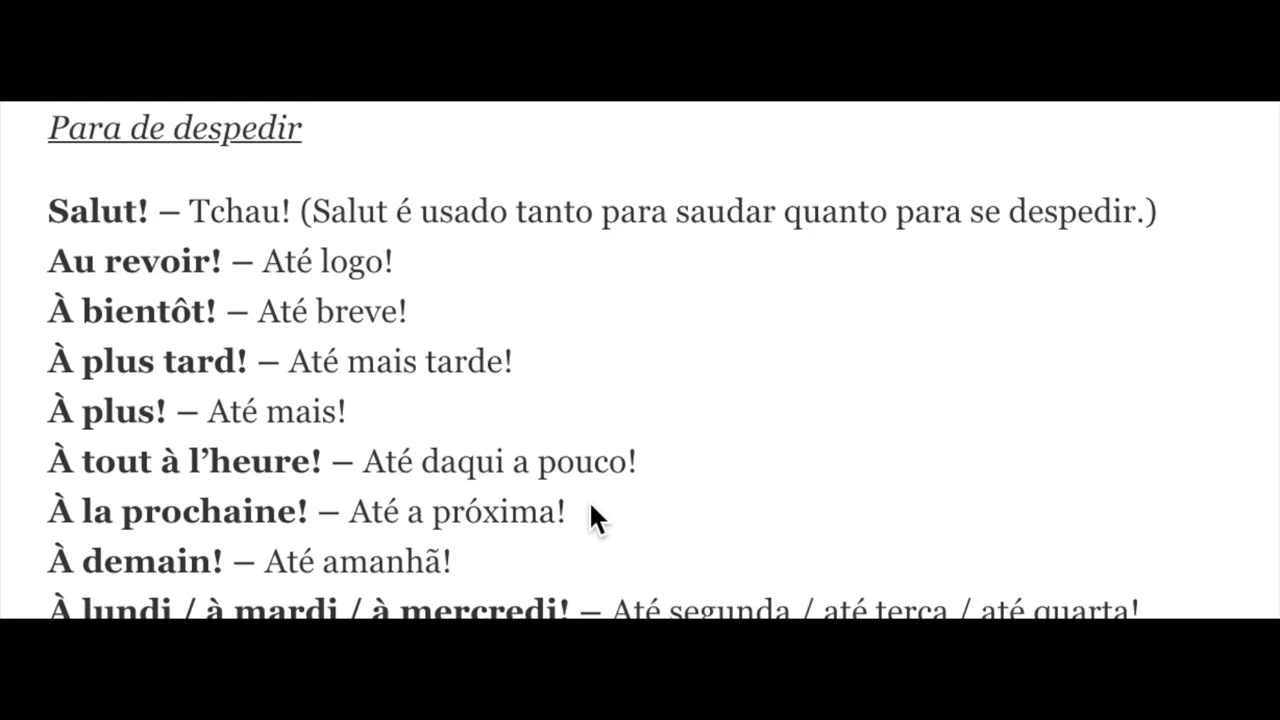 Para de despedir
Salut! – Tchau! (Salut é usado tanto para saudar quanto para se despedir.)
Au revoir! – Até logo!
À bientôt! – Até breve!
À plus tard! – Até mais tarde!
À plus! – Até mais!
À tout à l’heure! – Até daqui a pouco!
À la prochaine! – Até a próxima!
À demain! – Até amanhã!
À lundi / à mardi / à mercredi! – Até segunda / até terça / até quarta!